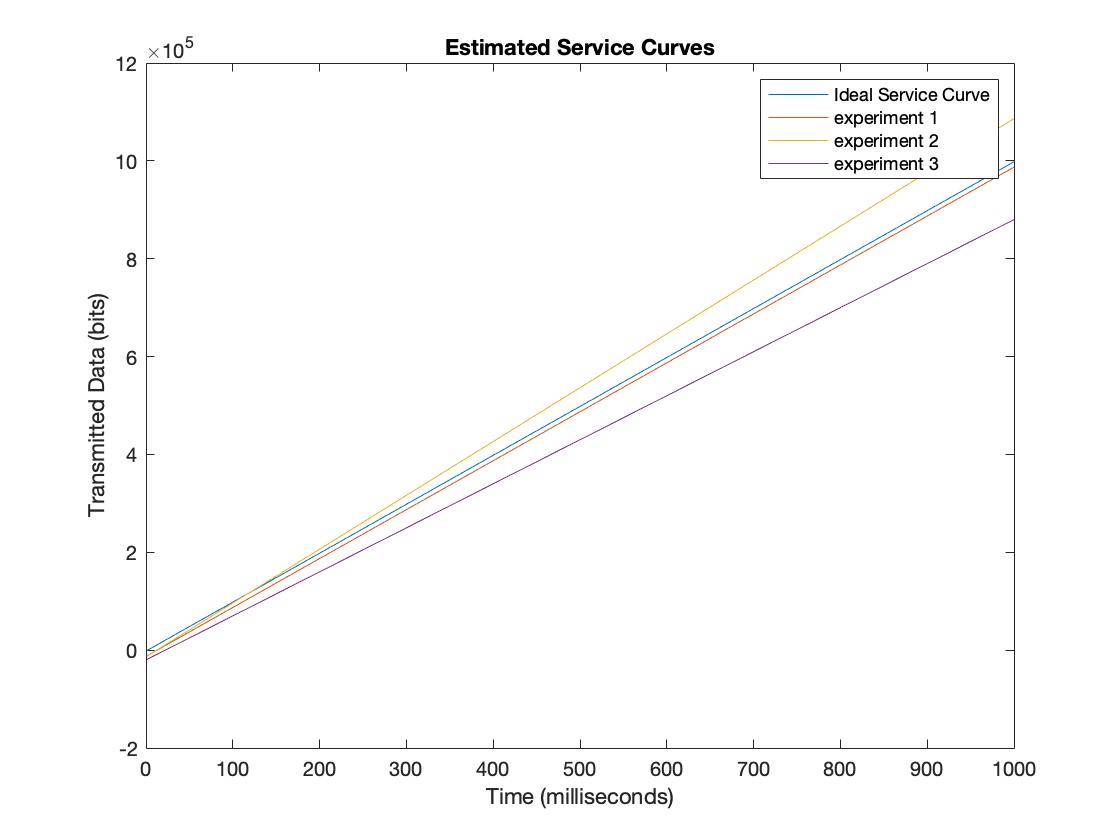 Estimated Service Curves
×10^5
Ideal Service Curve
experiment 1
experiment 2
experiment 3
12
10
8
6
4
2
0
-2
Transmitted Data (bits)
0 100 200 300 400 500 600 700 800 900 1000
Time (milliseconds)